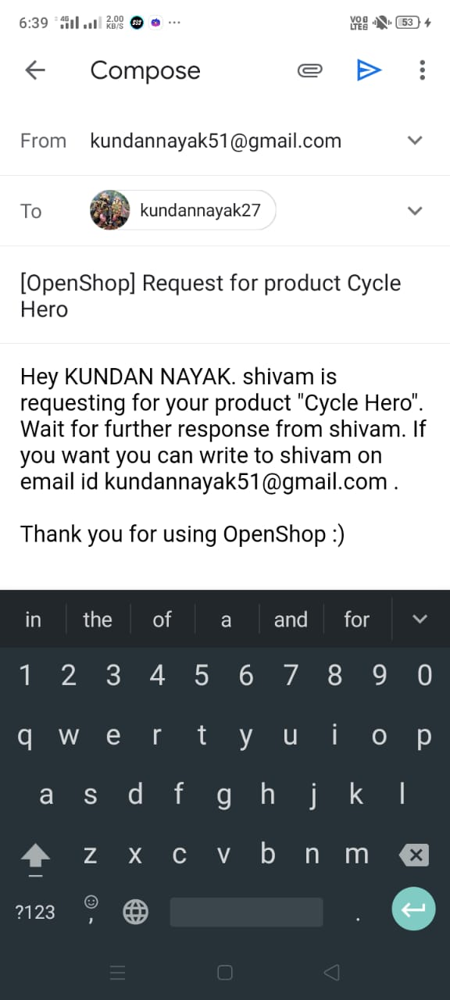 6:39 4G 2.00 KB/S ... VO LTE 53
Compose
From kundannayak51@gmail.com
To kundannayak27
[OpenShop] Request for product Cycle
Hero
Hey KUNDAN NAYAK. shivam is
requesting for your product "Cycle Hero".
Wait for further response from shivam. If
you want you can write to shivam on
email id kundannayak51@gmail.com .
Thank you for using OpenShop :)
in the of a and for
1 2 3 4 5 6 7 8 9 0
q w e r t y u i o p
a s d f g h j k l
z x c v b n m
?123 , .